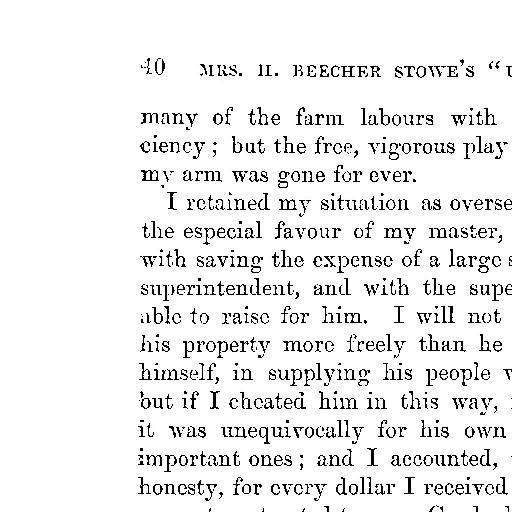 40 MRS. H. BEECHER STOWE'S "U
many of the farm labours with
ciency; but the free, vigorous play
my arm was gone for ever.
I retained my situation as overse
the especial favour of my master,
with saving the expense of a large s
superintendent, and with the supe
able to raise for him. I will not
his property more freely than he
himself, in supplying his people w
but if I cheated him in this way,
it was unequivocally for his own
important ones; and I accounted,
honesty, for every dollar I received